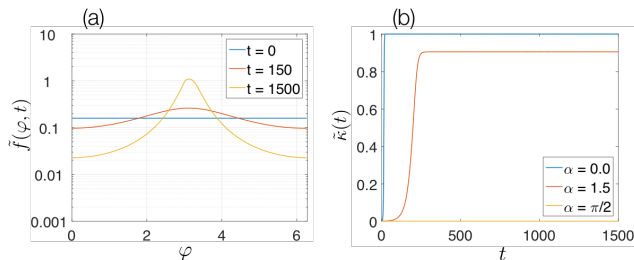 (a)
10
1
0.1
0.01
0.001
f̃(φ, t)
t = 0
t = 150
t = 1500
0 2 4 6
φ
(b)
1
0.8
0.6
0.4
0.2
0
κ̃(t)
α = 0.0
α = 1.5
α = π/2
0 500 1000 1500
t